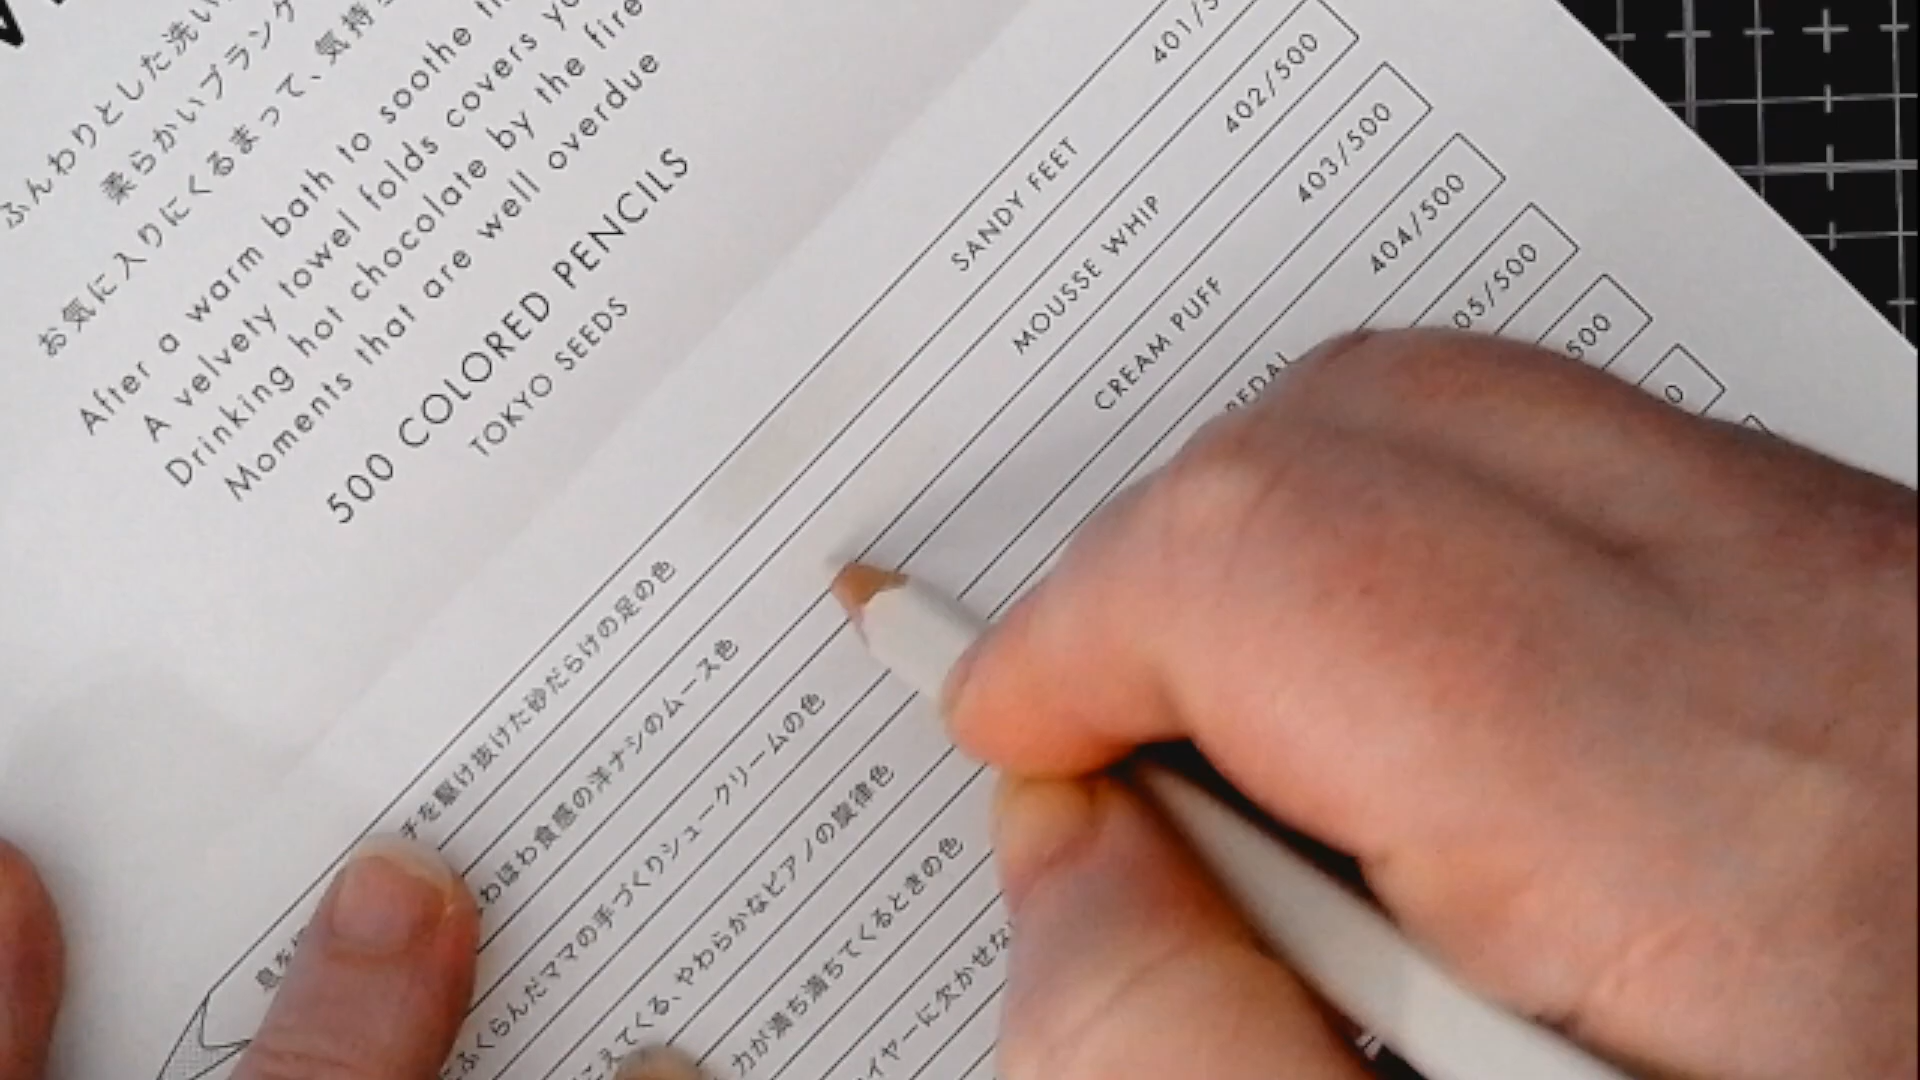 ふんわりとした洗い
柔らかいブランケ
お気に入りにくるまって、気持
After a warm bath to soothe
A velvety towel folds covers
Drinking hot chocolate by the fire
Moments that are well overdue
500 COLORED PENCILS
TOKYO SEEDS
手を駆け抜けた砂だらけの足の色 SANDY FEET 401/5
わほわ食感の洋ナシのムース色 MOUSSE WHIP 402/500
ふくらんだママの手づくりシュークリームの色 CREAM PUFF 403/500
こえてくる、やわらかなピアノの旋律色 PEDAL 404/500
力が満ち満ちてくるときの色 05/500
イヤーに欠かせな 500
0